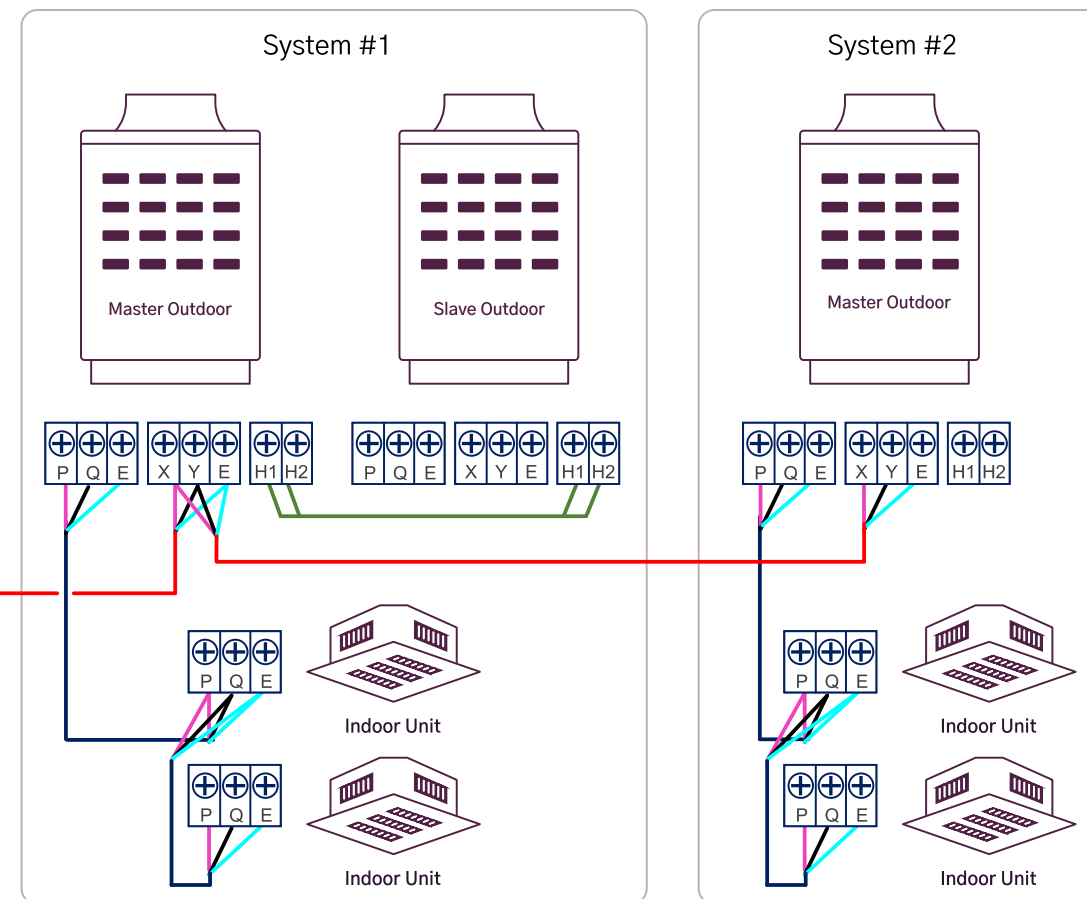 System #1
System #2
Master Outdoor
Slave Outdoor
Master Outdoor
P Q E X Y E H1 H2
P Q E X Y E H1 H2
P Q E X Y E H1 H2
P Q E
Indoor Unit
P Q E
Indoor Unit
P Q E
Indoor Unit
P Q E
Indoor Unit